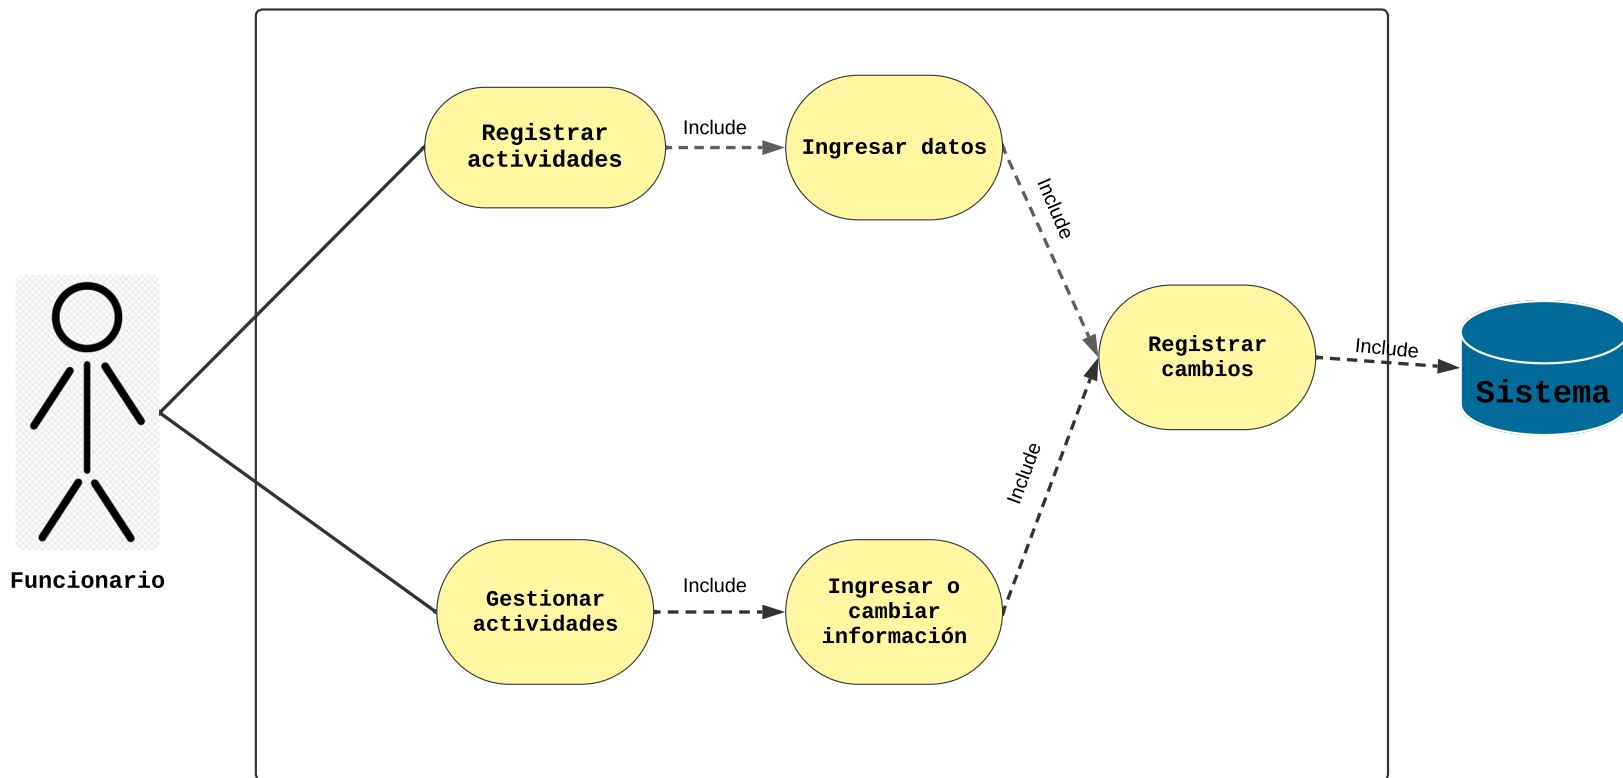 Registrar
actividades
Include
Ingresar datos
Include
Registrar
cambios
Include
Sistema
Funcionario
Gestionar
actividades
Include
Ingresar o
cambiar
información
Include